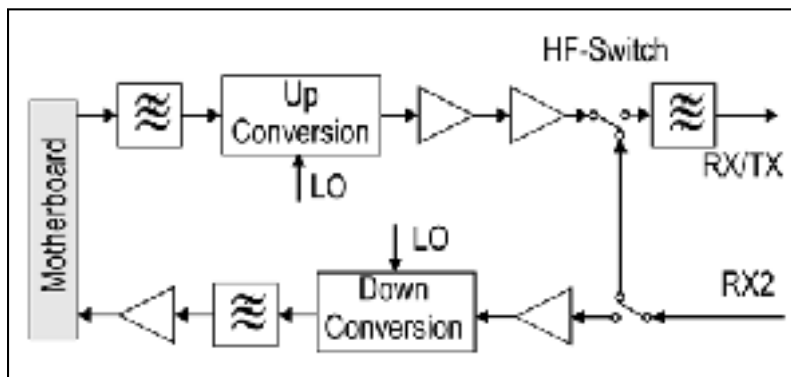 HF-Switch
Up
Conversion
LO
RX/TX
Motherboard
LO
Down
Conversion
RX2